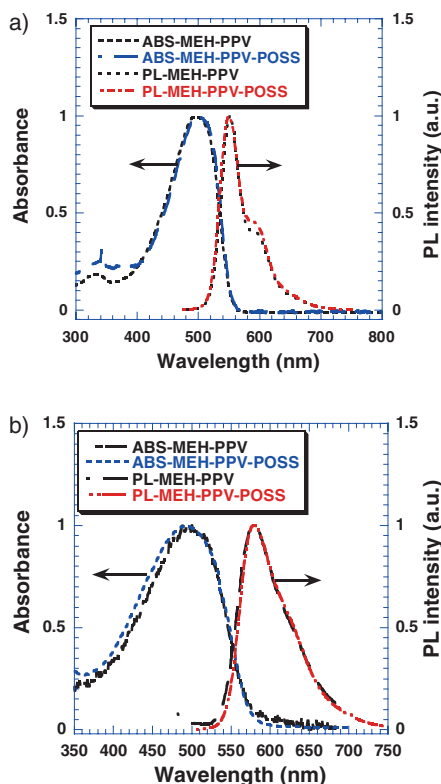 a)
1.5
1.5
ABS-MEH-PPV
ABS-MEH-PPV-POSS
PL-MEH-PPV
PL-MEH-PPV-POSS
Absorbance
PL intensity (a.u.)
1
1
0.5
0.5
0
0
300 400 500 600 700 800
Wavelength (nm)
b)
1.5
1.5
ABS-MEH-PPV
ABS-MEH-PPV-POSS
PL-MEH-PPV
PL-MEH-PPV-POSS
Absorbance
PL intensity (a.u.)
1
1
0.5
0.5
0
0
350 400 450 500 550 600 650 700 750
Wavelength (nm)